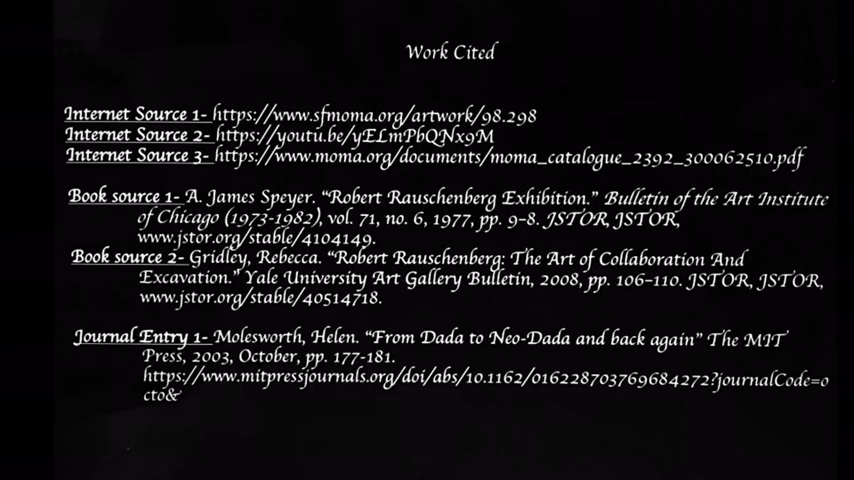 Work Cited
Internet Source 1- https://www.sfmoma.org/artwork/98.298
Internet Source 2- https://youtu.be/yELmPbQNx9M
Internet Source 3- https://www.moma.org/documents/moma_catalogue_2392_300062510.pdf
Book source 1- A. James Speyer. “Robert Rauschenberg Exhibition.” Bulletin of the Art Institute
of Chicago (1973-1982), vol. 71, no. 6, 1977, pp. 9–8. JSTOR, JSTOR,
www.jstor.org/stable/4104149.
Book source 2- Gridley, Rebecca. “Robert Rauschenberg: The Art of Collaboration And
Excavation.” Yale University Art Gallery Bulletin, 2008, pp. 106–110. JSTOR, JSTOR,
www.jstor.org/stable/40514718.
Journal Entry 1- Molesworth, Helen. “From Dada to Neo-Dada and back again” The MIT
Press, 2003, October, pp. 177-181.
https://www.mitpressjournals.org/doi/abs/10.1162/016228703769684272?journalCode=o
cto&